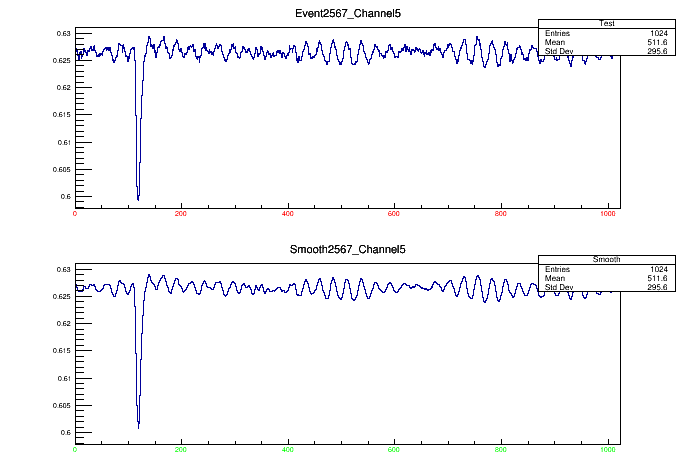 Event2567_Channel5
Test
Entries 1024
Mean 511.6
Std Dev 295.6
0.63
0.625
0.62
0.615
0.61
0.605
0.6
0 200 400 600 800 1000
Smooth2567_Channel5
Smooth
Entries 1024
Mean 511.6
Std Dev 295.6
0.63
0.625
0.62
0.615
0.61
0.605
0.6
0 200 400 600 800 1000